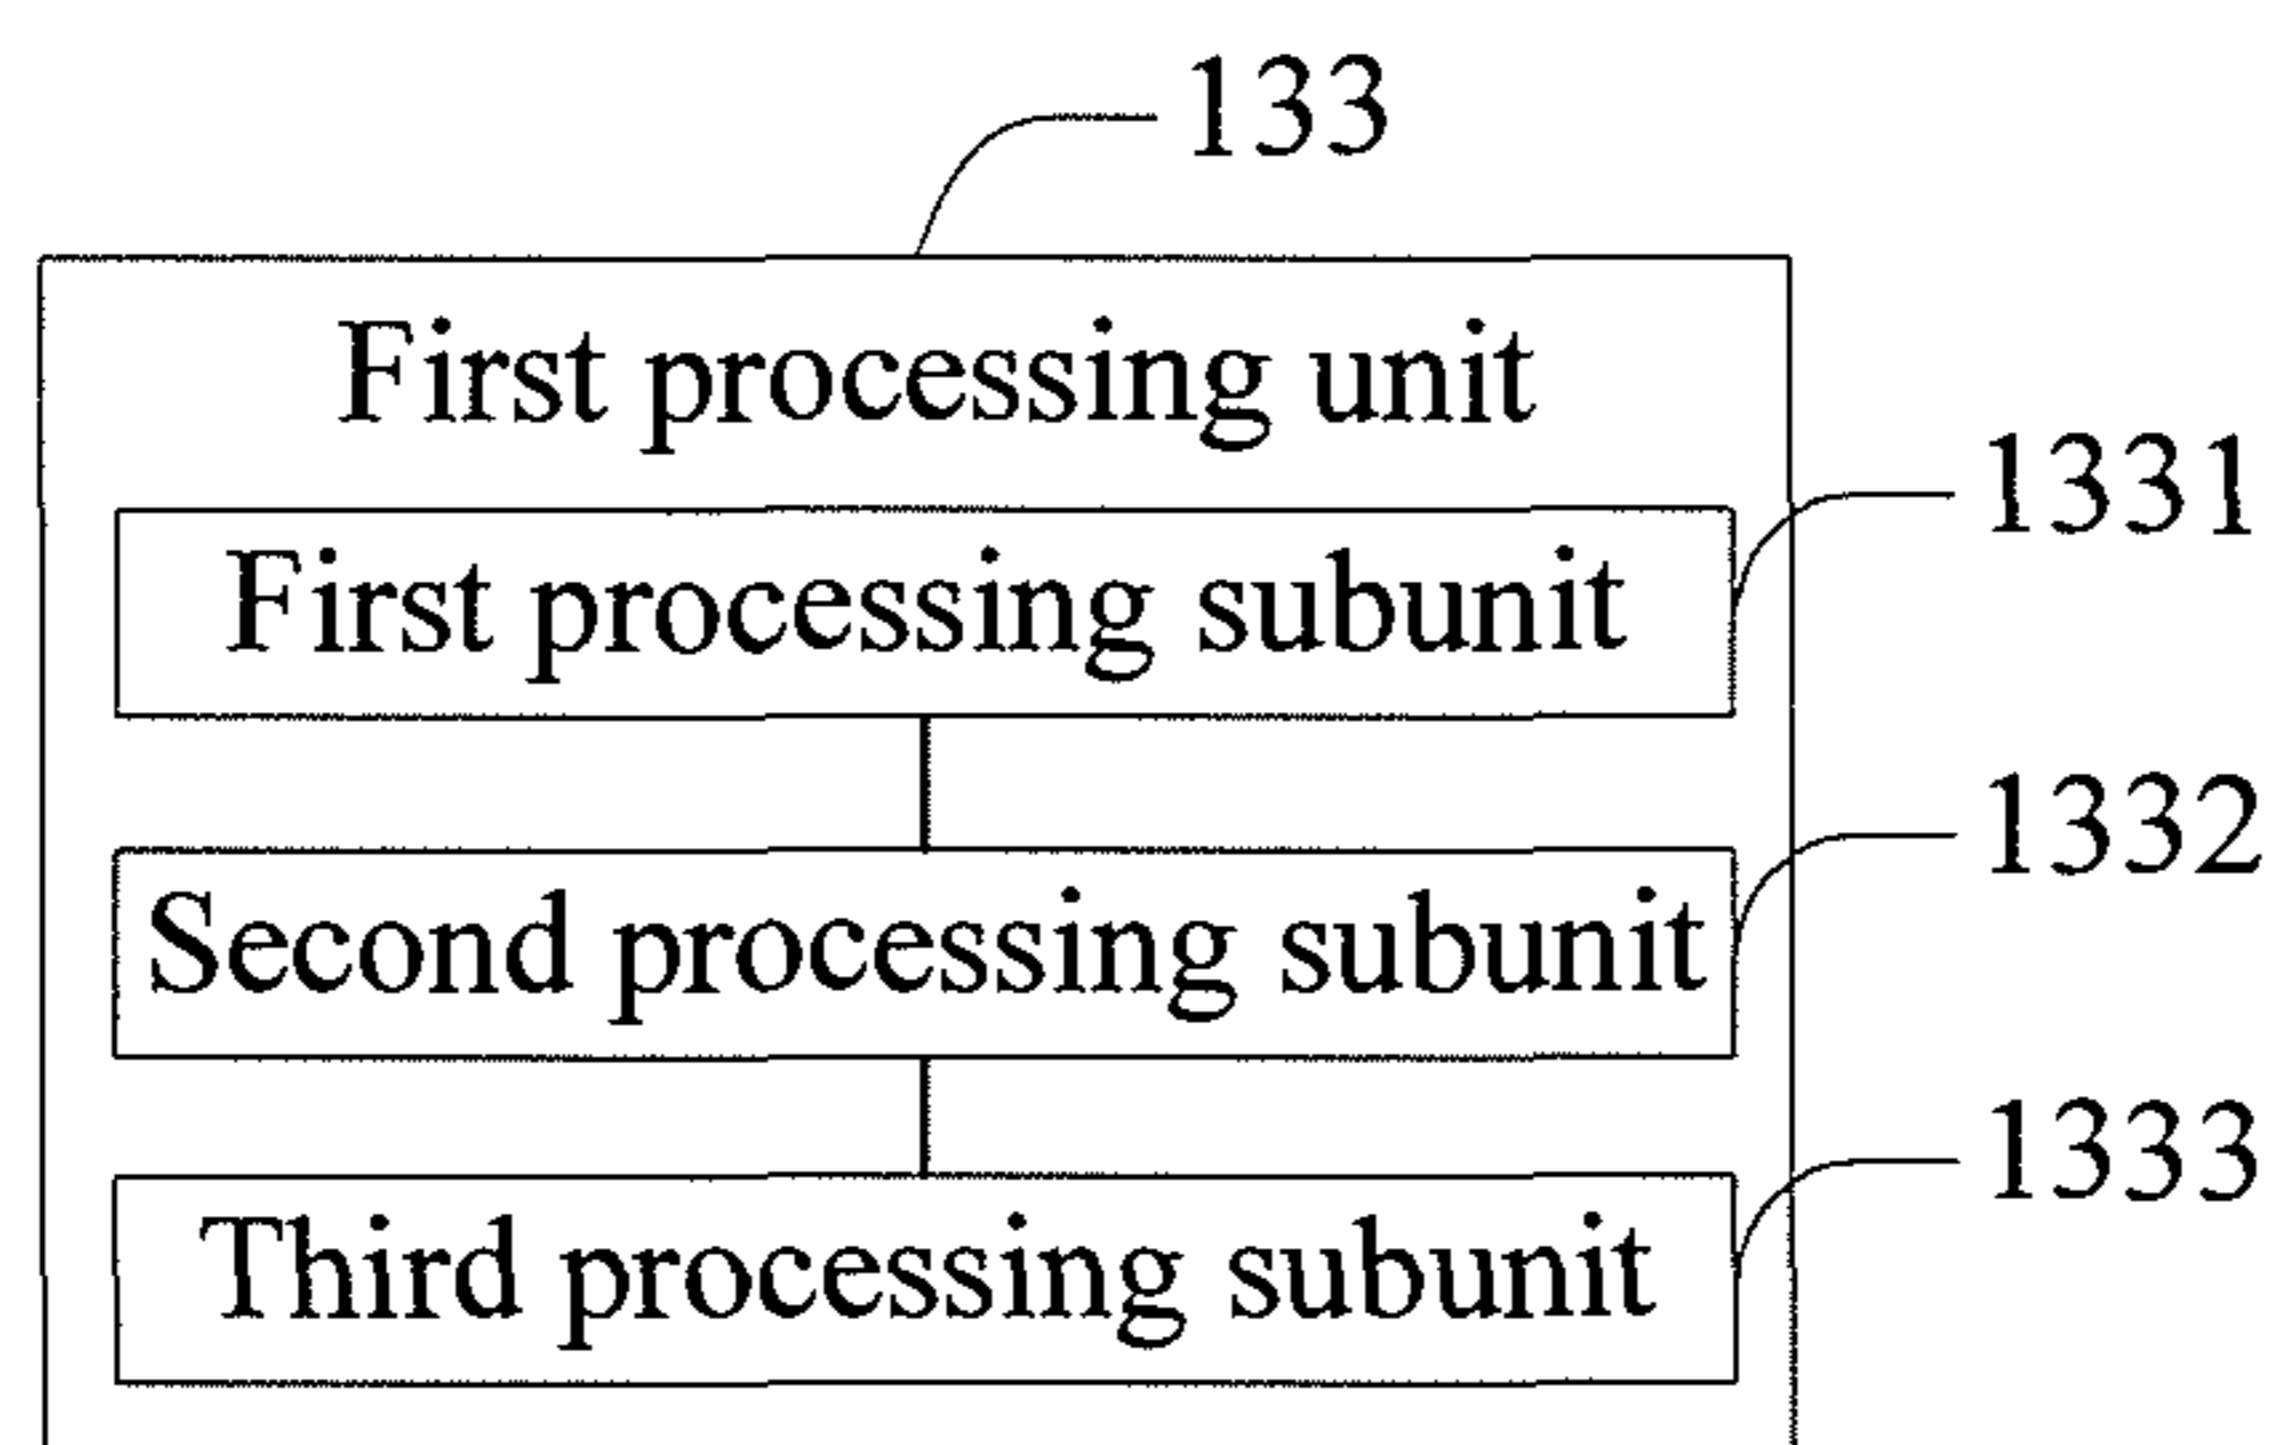 133
First processing unit
1331
First processing subunit
1332
Second processing subunit
1333
Third processing subunit